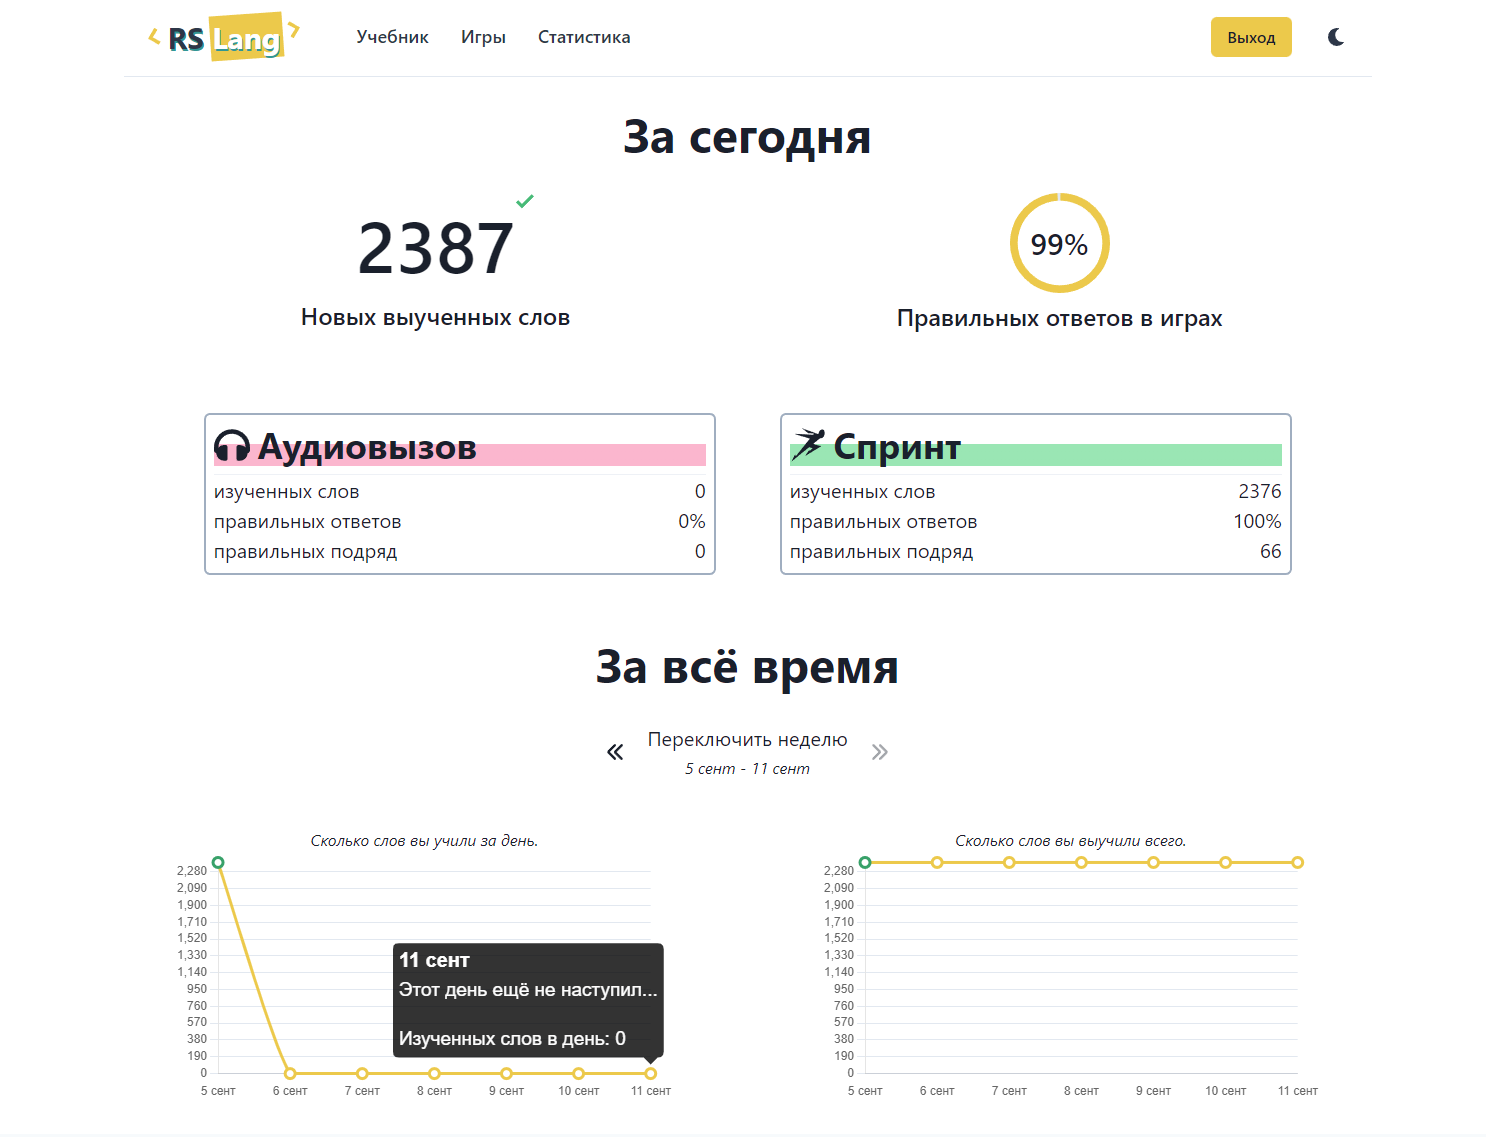 RS Lang
Учебник Игры Статистика
Выход
За сегодня
2387
Новых выученных слов
99%
Правильных ответов в играх
Аудиовызов
изученных слов 0
правильных ответов 0%
правильных подряд 0
Спринт
изученных слов 2376
правильных ответов 100%
правильных подряд 66
За всё время
Переключить неделю
5 сент - 11 сент
Сколько слов вы учили за день.
2,280
2,090
1,900
1,710
1,520
1,330
1,140
950
760
570
380
190
0
5 сент 6 сент 7 сент 8 сент 9 сент 10 сент 11 сент
11 сент
Этот день ещё не наступил...
Изученных слов в день: 0
Сколько слов вы выучили всего.
2,280
2,090
1,900
1,710
1,520
1,330
1,140
950
760
570
380
190
0
5 сент 6 сент 7 сент 8 сент 9 сент 10 сент 11 сент